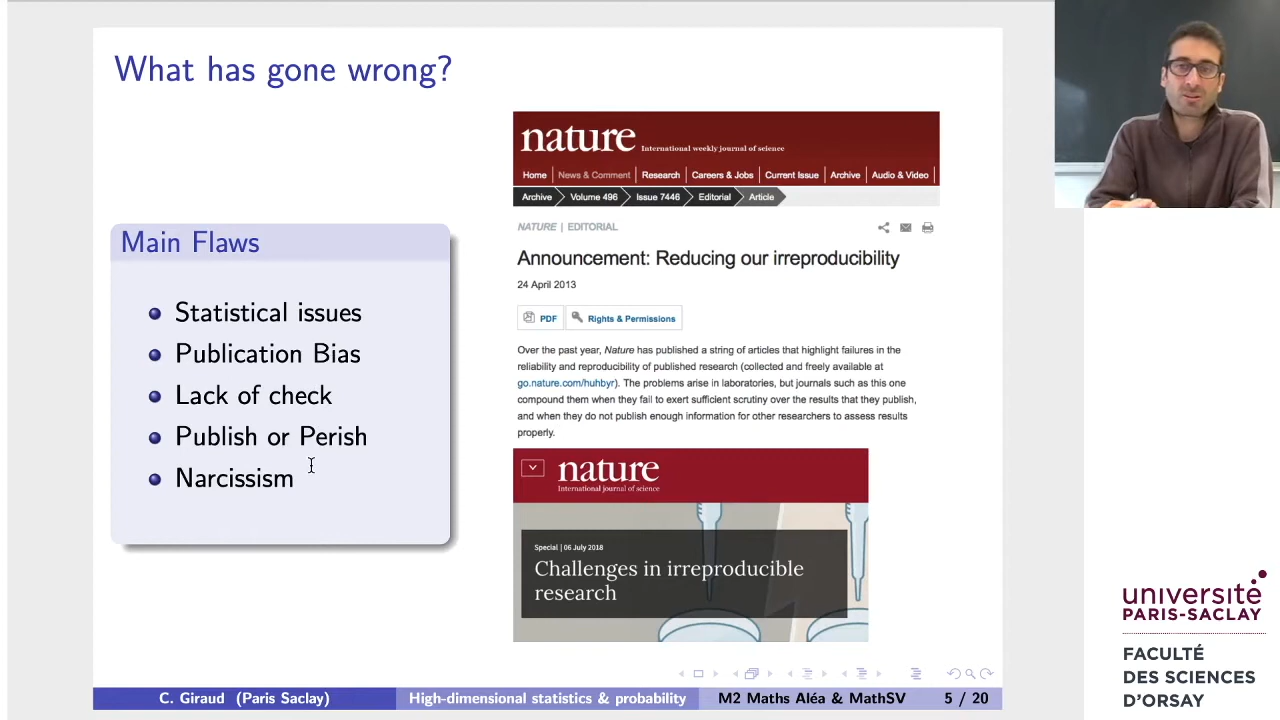 What has gone wrong?
Main Flaws
Statistical issues
Publication Bias
Lack of check
Publish or Perish
Narcissism
nature International weekly journal of science
Home News & Comment Research Careers & Jobs Current Issue Archive Audio & Video
Archive Volume 496 Issue 7446 Editorial Article
NATURE | EDITORIAL
Announcement: Reducing our irreproducibility
24 April 2013
PDF Rights & Permissions
Over the past year, Nature has published a string of articles that highlight failures in the
reliability and reproducibility of published research (collected and freely available at
go.nature.com/huhbyr). The problems arise in laboratories, but journals such as this one
compound them when they fail to exert sufficient scrutiny over the results that they publish,
and when they do not publish enough information for other researchers to assess results
properly.
nature
International journal of science
Special | 06 July 2018
Challenges in irreproducible
research
C. Giraud (Paris Saclay) High-dimensional statistics & probability M2 Maths Aléa & MathSV 5 / 20
université
PARIS-SACLAY
FACULTÉ
DES SCIENCES
D'ORSAY